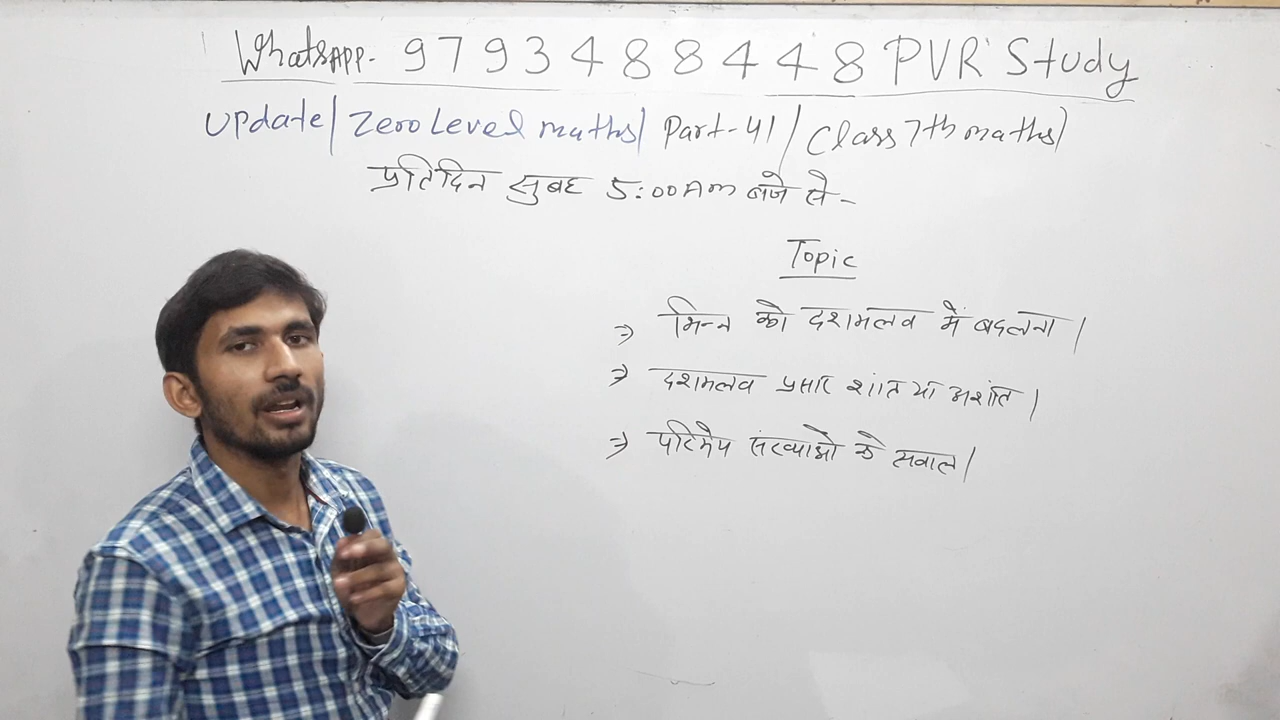 WhatsAPP- 9793488448 PVR Study
Update/ Zero Level maths/ Part-41/ Class 7th maths/
प्रतिदिन सुबह 5:00 Am बजे से -
Topic
⇒ भिन्न को दशमलव में बदलना।
⇒ दशमलव प्रसार शांत या अशांत।
⇒ परिमेय संख्याओ के सवाल।